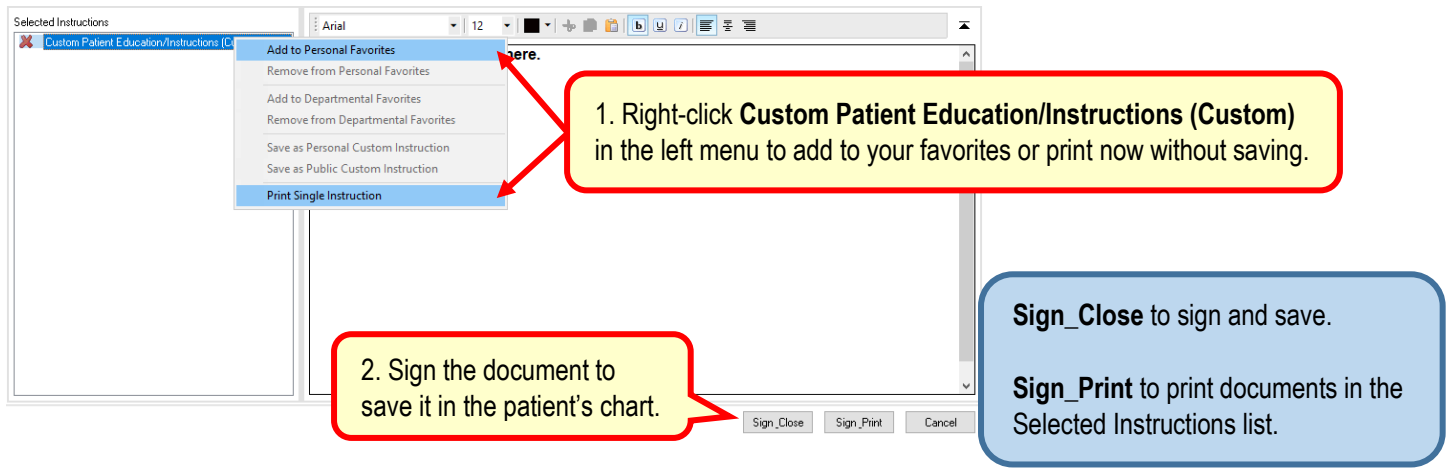 Selected Instructions
Custom Patient Education/Instructions
Arial
12
b U I
here.
Add to Personal Favorites
Remove from Personal Favorites
Add to Departmental Favorites
Remove from Departmental Favorites
Save as Personal Custom Instruction
Save as Public Custom Instruction
Print Single Instruction
1. Right-click Custom Patient Education/Instructions (Custom)
in the left menu to add to your favorites or print now without saving.
2. Sign the document to
save it in the patient’s chart.
Sign_Close to sign and save.
Sign_Print to print documents in the
Selected Instructions list.
Sign_Close
Sign_Print
Cancel